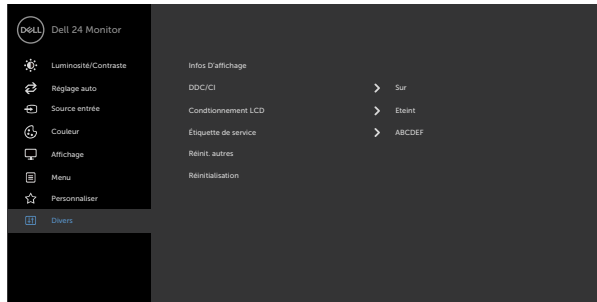 DELL
Dell 24 Monitor
Luminosité/Contraste
Réglage auto
Source entrée
Couleur
Affichage
Menu
Personnaliser
Divers
Infos D'affichage
DDC/CI > Sur
Condtionnement LCD > Eteint
Étiquette de service > ABCDEF
Réinit. autres
Réinitialisation